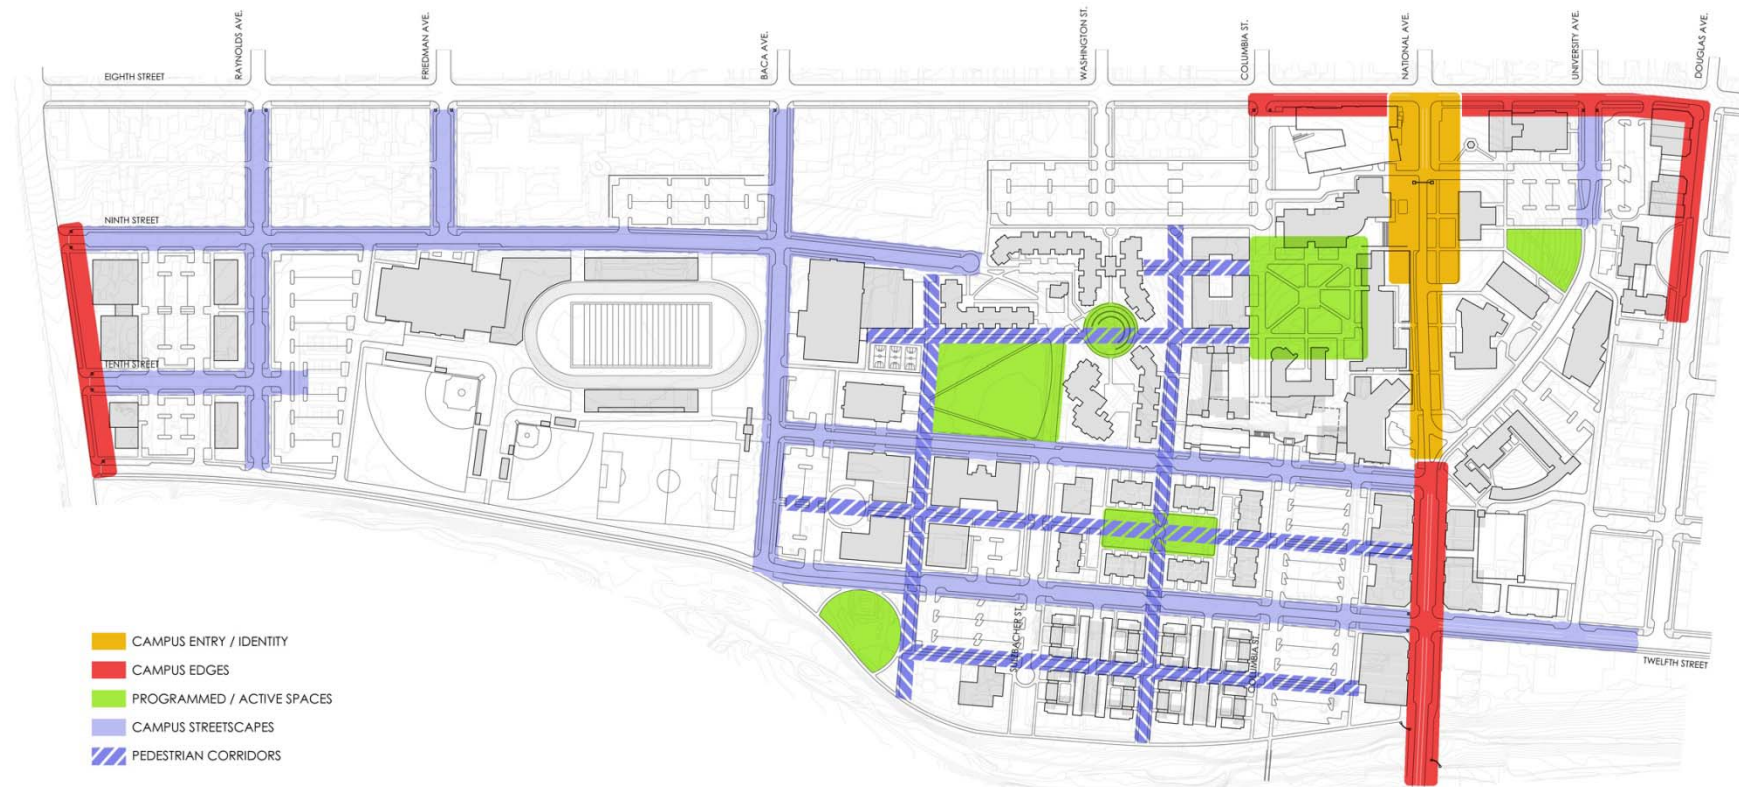 RAYNOLDS AVE.
FRIEDMAN AVE.
BACA AVE.
WASHINGTON ST.
COLUMBIA ST.
NATIONAL AVE.
UNIVERSITY AVE.
DOUGLAS AVE.
EIGHTH STREET
NINTH STREET
TENTH STREET
SULZBACHER ST.
COLUMBIA ST.
TWELFTH STREET
CAMPUS ENTRY / IDENTITY
CAMPUS EDGES
PROGRAMMED / ACTIVE SPACES
CAMPUS STREETSCAPES
PEDESTRIAN CORRIDORS